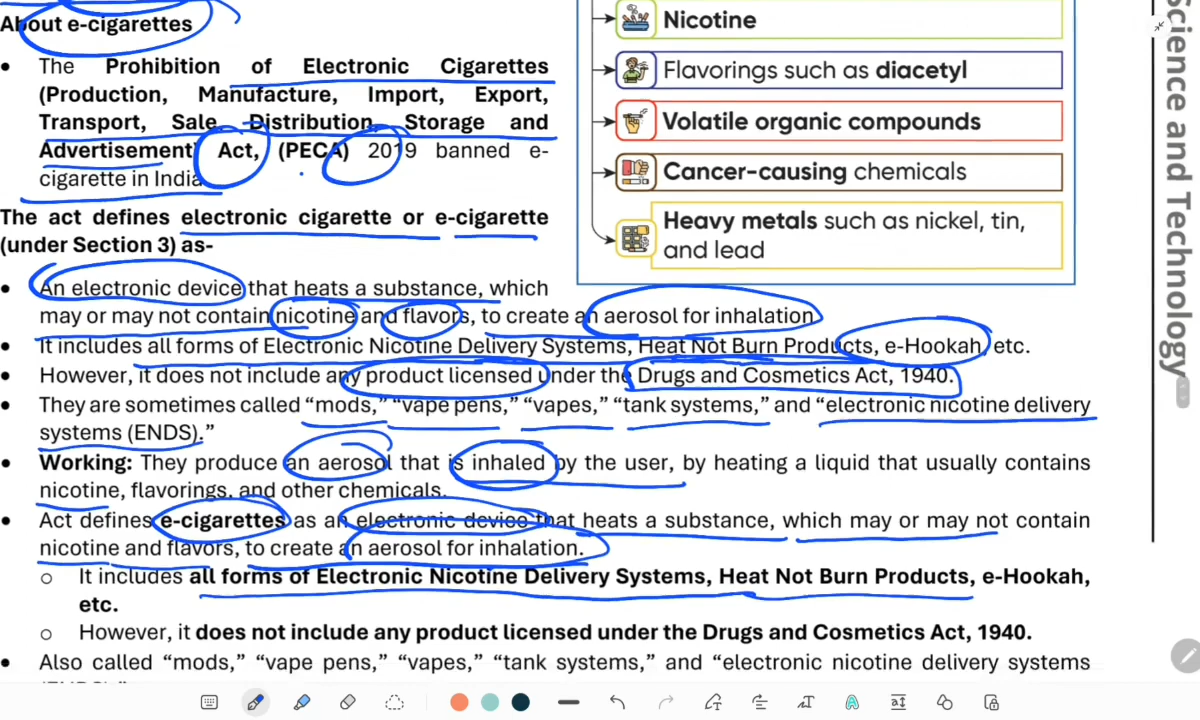 About e-cigarettes
• The Prohibition of Electronic Cigarettes
(Production, Manufacture, Import, Export,
Transport, Sale, Distribution, Storage and
Advertisement) Act, (PECA) 2019 banned e-
cigarette in India
The act defines electronic cigarette or e-cigarette
(under Section 3) as-
• An electronic device that heats a substance, which
may or may not contain nicotine and flavors, to create an aerosol for inhalation
• It includes all forms of Electronic Nicotine Delivery Systems, Heat Not Burn Products, e-Hookah, etc.
• However, it does not include any product licensed under the Drugs and Cosmetics Act, 1940.
• They are sometimes called “mods,” “vape pens,” “vapes,” “tank systems,” and “electronic nicotine delivery
systems (ENDS).”
• Working: They produce an aerosol that is inhaled by the user, by heating a liquid that usually contains
nicotine, flavorings, and other chemicals.
• Act defines e-cigarettes as an electronic device that heats a substance, which may or may not contain
nicotine and flavors, to create an aerosol for inhalation.
o It includes all forms of Electronic Nicotine Delivery Systems, Heat Not Burn Products, e-Hookah,
etc.
o However, it does not include any product licensed under the Drugs and Cosmetics Act, 1940.
• Also called “mods,” “vape pens,” “vapes,” “tank systems,” and “electronic nicotine delivery systems
Nicotine
Flavorings such as diacetyl
Volatile organic compounds
Cancer-causing chemicals
Heavy metals such as nickel, tin,
and lead
Science and Technology